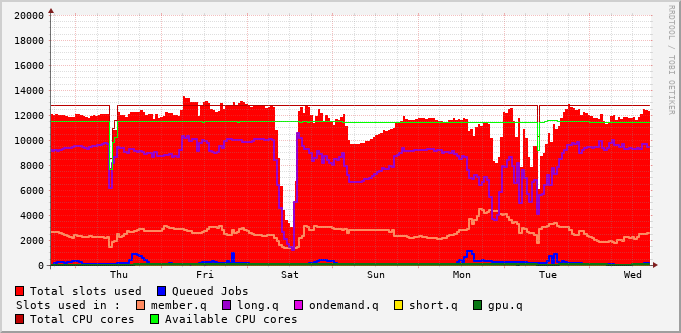 20000
18000
16000
14000
12000
10000
8000
6000
4000
2000
0
Thu Fri Sat Sun Mon Tue Wed
RRDTOOL / TOBI OETIKER
Total slots used Queued Jobs
Slots used in : member.q long.q ondemand.q short.q gpu.q
Total CPU cores Available CPU cores